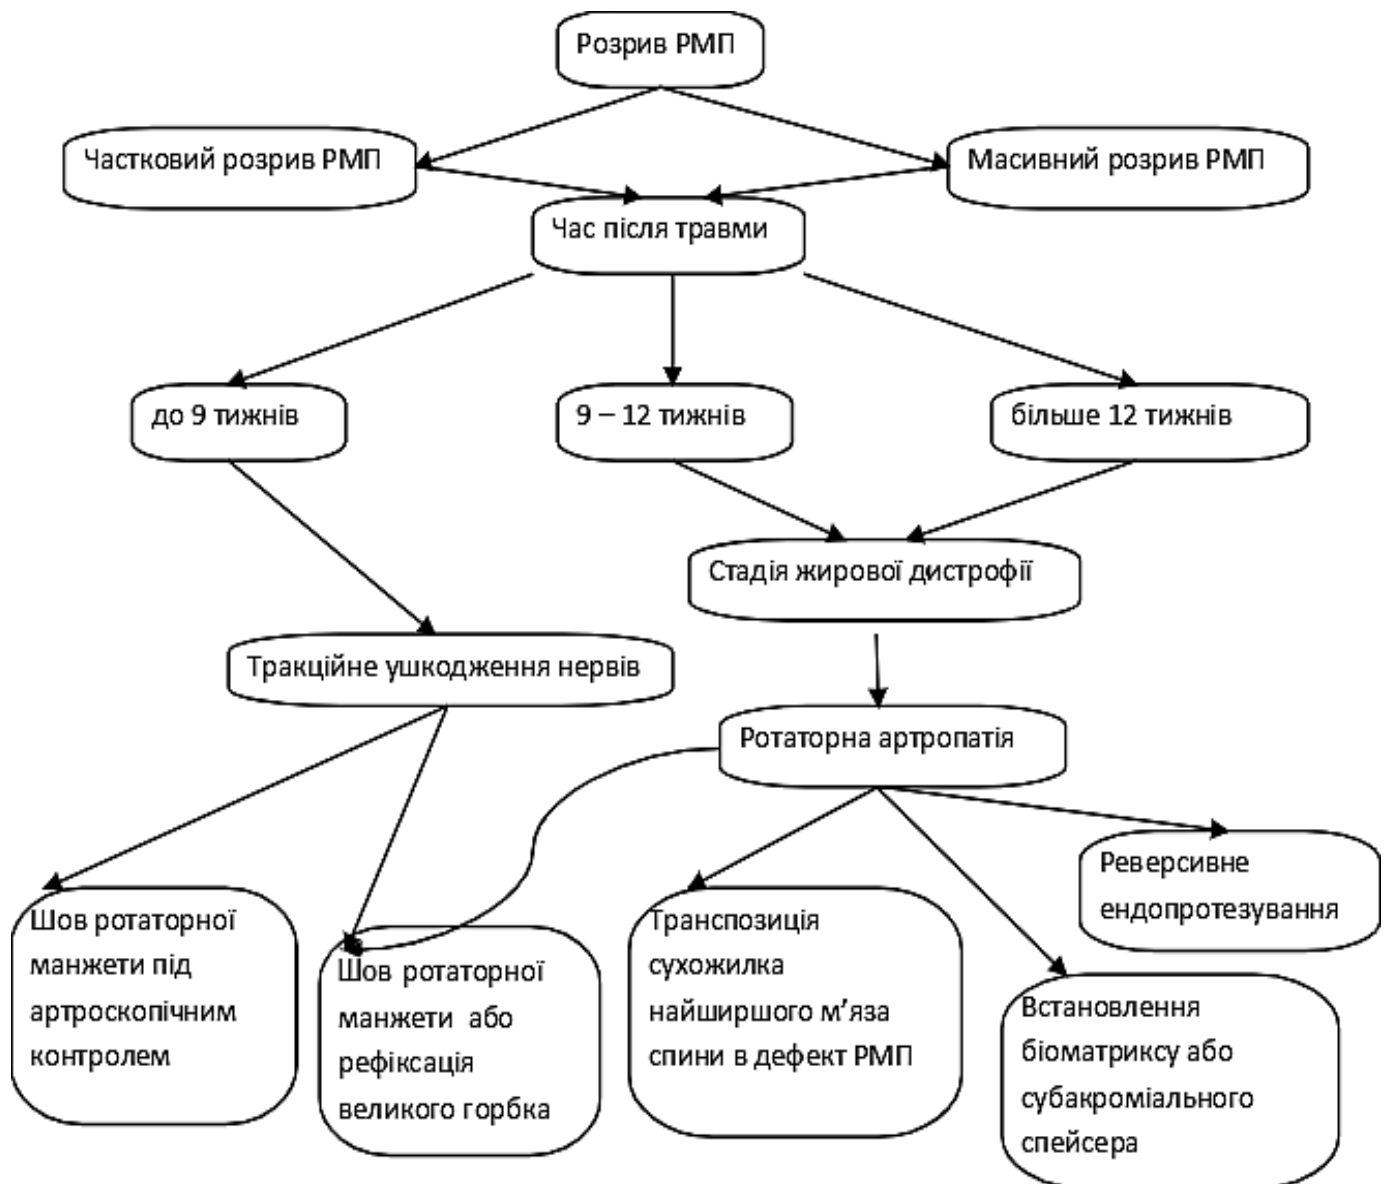 Розрив РМП
Частковий розрив РМП
Масивний розрив РМП
Час після травми
до 9 тижнів
9 – 12 тижнів
більше 12 тижнів
Стадія жирової дистрофії
Тракційне ушкодження нервів
Ротаторна артропатія
Реверсивне
ендопротезування
Шов ротаторної
манжети під
артроскопічним
контролем
Шов ротаторної
манжети або
рефіксація
великого горбка
Транспозиція
сухожилка
найширшого м’яза
спини в дефект РМП
Встановлення
біоматриксу або
субакроміального
спейсера